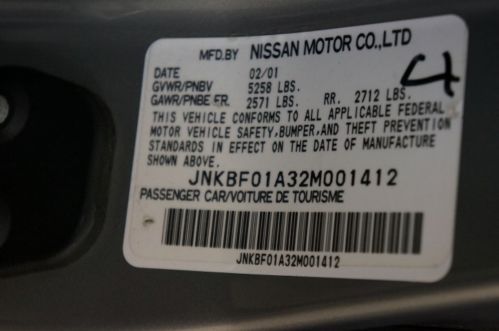 MFD.BY NISSAN MOTOR CO.,LTD
DATE 02/01
GVWR/PNBV 5258 LBS.
GAWR/PNBE FR. 2571 LBS. RR. 2712 LBS.
THIS VEHICLE CONFORMS TO ALL APPLICABLE FEDERAL
MOTOR VEHICLE SAFETY,BUMPER,AND THEFT PREVENTION
STANDARDS IN EFFECT ON THE DATE OF MANUFACTURE
SHOWN ABOVE.
JNKBF01A32M001412
PASSENGER CAR/VOITURE DE TOURISME
JNKBF01A32M001412
4